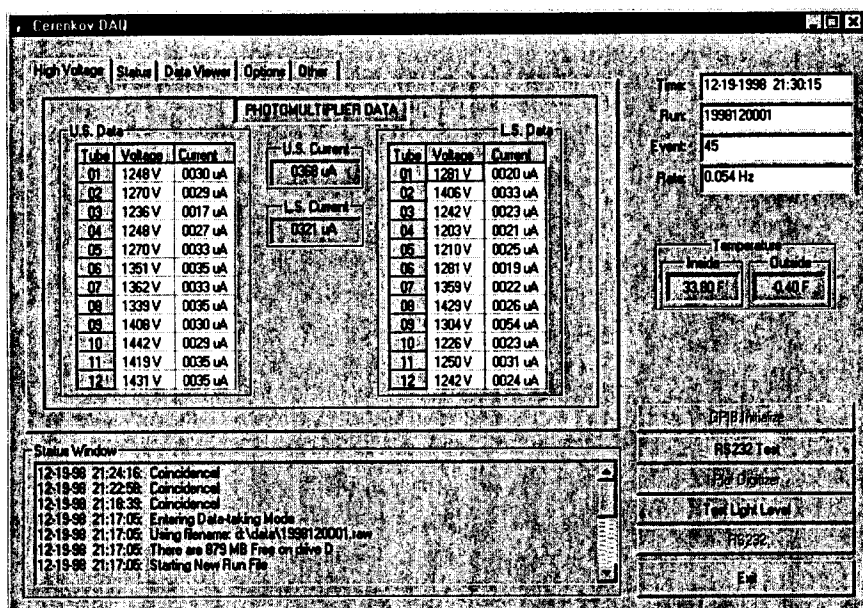 Cerenkov DAQ
High Voltage Status Data Viewer Options Other
PHOTOMULTIPLIER DATA
U.S. Data
Tube Voltage Current
01 1248 V 0030 uA
02 1270 V 0029 uA
03 1236 V 0017 uA
04 1248 V 0027 uA
05 1270 V 0033 uA
06 1351 V 0035 uA
07 1362 V 0033 uA
08 1339 V 0035 uA
09 1408 V 0030 uA
10 1442 V 0029 uA
11 1419 V 0035 uA
12 1431 V 0035 uA
U.S. Current
0368 uA
L.S. Current
0321 uA
L.S. Data
Tube Voltage Current
01 1281 V 0020 uA
02 1406 V 0033 uA
03 1242 V 0023 uA
04 1203 V 0021 uA
05 1210 V 0025 uA
06 1281 V 0019 uA
07 1359 V 0022 uA
08 1429 V 0026 uA
09 1304 V 0054 uA
10 1226 V 0023 uA
11 1250 V 0031 uA
12 1242 V 0024 uA
Time: 12-19-1998 21:30:15
Run: 1998120001
Event: 45
Rate: 0.054 Hz
Temperature
Inside Outside
33.80 F -0.40 F
GPIB Initialize
RS232 Test
Digitizer
Test Light Level
RS232
Exit
Status Window
12-19-98 21:24:16: Coincidence!
12-19-98 21:22:58: Coincidence!
12-19-98 21:18:39: Coincidence!
12-19-98 21:17:05: Entering Data-taking Mode
12-19-98 21:17:05: Using filename: d:\data\1998120001.raw
12-19-98 21:17:05: There are 879 MB Free on drive D
12-19-98 21:17:05: Starting New Run File